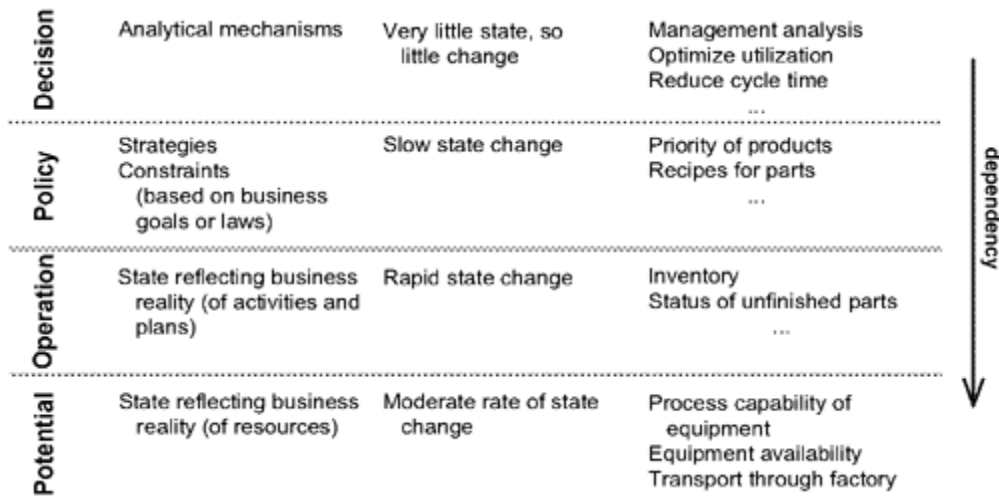 Decision
Analytical mechanisms
Very little state, so
little change
Management analysis
Optimize utilization
Reduce cycle time
...
Policy
Strategies
Constraints
(based on business
goals or laws)
Slow state change
Priority of products
Recipes for parts
...
Operation
State reflecting business
reality (of activities and
plans)
Rapid state change
Inventory
Status of unfinished parts
...
Potential
State reflecting business
reality (of resources)
Moderate rate of state
change
Process capability of
equipment
Equipment availability
Transport through factory
dependency